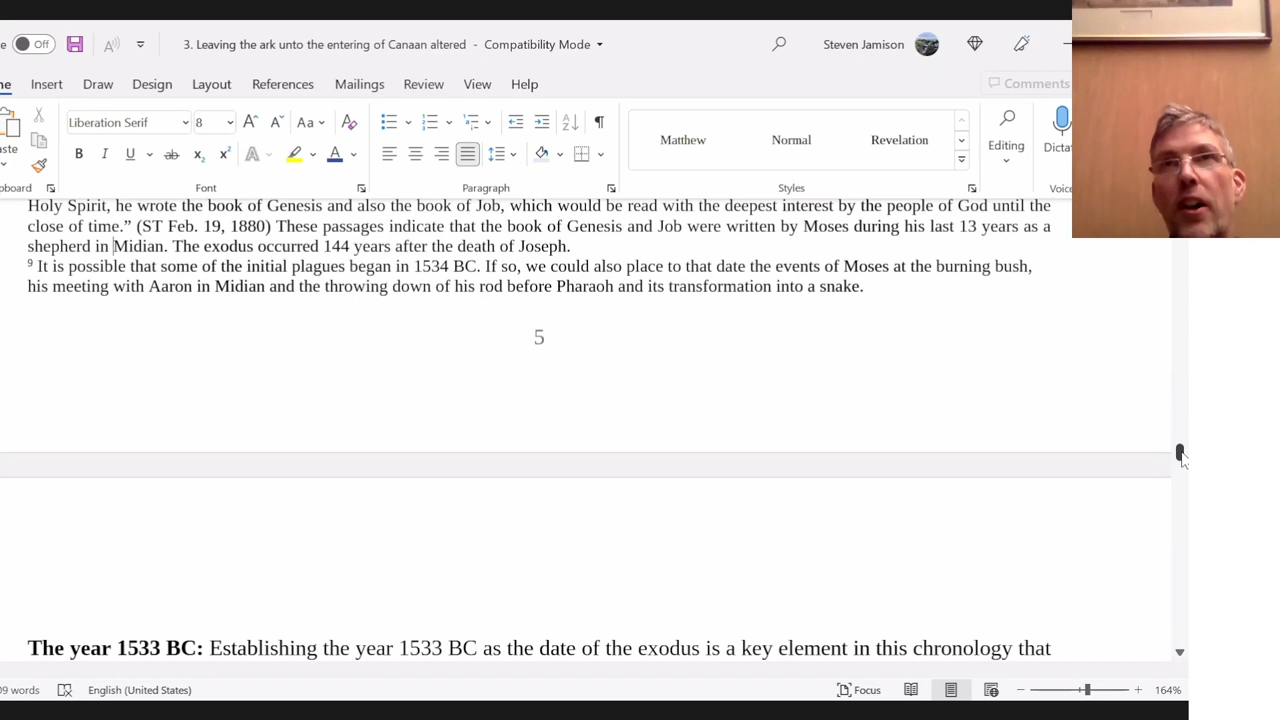 Off
3. Leaving the ark unto the entering of Canaan altered - Compatibility Mode
Steven Jamison
Insert Draw Design Layout References Mailings Review View Help
Comments
Liberation Serif 8
Matthew Normal Revelation
Editing
Font Paragraph Styles
Holy Spirit, he wrote the book of Genesis and also the book of Job, which would be read with the deepest interest by the people of God until the
close of time.” (ST Feb. 19, 1880) These passages indicate that the book of Genesis and Job were written by Moses during his last 13 years as a
shepherd in Midian. The exodus occurred 144 years after the death of Joseph.
9 It is possible that some of the initial plagues began in 1534 BC. If so, we could also place to that date the events of Moses at the burning bush,
his meeting with Aaron in Midian and the throwing down of his rod before Pharaoh and its transformation into a snake.
5
The year 1533 BC: Establishing the year 1533 BC as the date of the exodus is a key element in this chronology that
words English (United States) Focus 164%